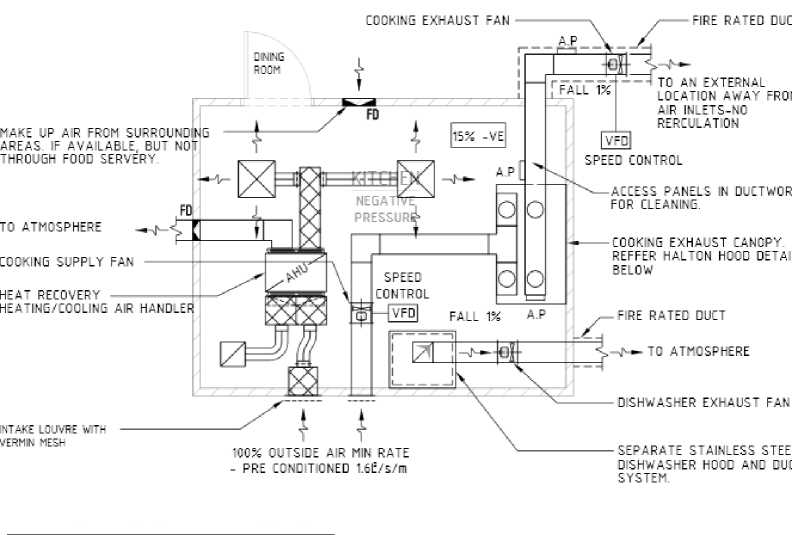 COOKING EXHAUST FAN
FIRE RATED DUC
A.P
DINING
ROOM
FALL 1%
TO AN EXTERNAL
LOCATION AWAY FROM
AIR INLETS-NO
RERCULATION
FD
MAKE UP AIR FROM SURROUNDING
AREAS. IF AVAILABLE, BUT NOT
THROUGH FOOD SERVERY.
15% -VE
VFD
SPEED CONTROL
A.P
KITCHEN
NEGATIVE
PRESSURE
ACCESS PANELS IN DUCTWOR
FOR CLEANING.
FD
TO ATMOSPHERE
COOKING EXHAUST CANOPY.
REFFER HALTON HOOD DETAI
BELOW
COOKING SUPPLY FAN
AHU
SPEED
CONTROL
VFD
HEAT RECOVERY
HEATING/COOLING AIR HANDLER
FALL 1%
A.P
FIRE RATED DUCT
TO ATMOSPHERE
DISHWASHER EXHAUST FAN
INTAKE LOUVRE WITH
VERMIN MESH
100% OUTSIDE AIR MIN RATE
- PRE CONDITIONED 1.6ℓ/s/m
SEPARATE STAINLESS STEE
DISHWASHER HOOD AND DUC
SYSTEM.